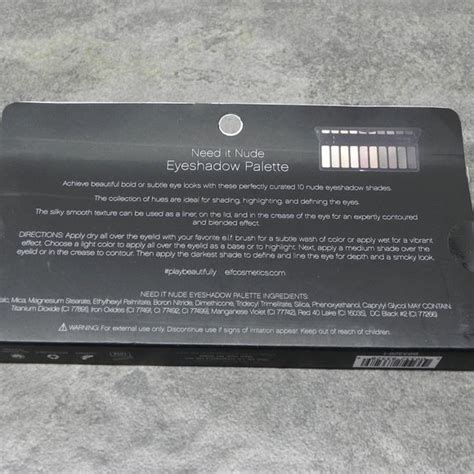 Need it Nude
Eyeshadow Palette
Achieve beautiful bold or subtle eye looks with these perfectly curated 10 nude eyeshadow shades.
The collection of hues are ideal for shading, highlighting, and defining the eyes.
The silky smooth texture can be used as a liner, on the lid, and in the crease of the eye for an expertly contoured
and blended effect.
DIRECTIONS: Apply dry all over the eyelid with your favorite e.l.f. brush for a subtle wash of color or apply wet for a vibrant
effect. Choose a light color to apply all over the eyelid as a base or to highlight. Next, apply a medium shade over the
eyelid or in the crease to contour. Then apply the darkest shade to define and line the eye for depth and a smoky look.
#playbeautifully elfcosmetics.com
NEED IT NUDE EYESHADOW PALETTE INGREDIENTS:
Talc, Mica, Magnesium Stearate, Ethylhexyl Palmitate, Boron Nitride, Dimethicone, Tridecyl Trimellitate, Silica, Phenoxyethanol, Caprylyl Glycol MAY CONTAIN:
Titanium Dioxide (CI 77891), Iron Oxides (CI 77491, CI 77492, CI 77499), Manganese Violet (CI 77742), Red 40 Lake (CI 16035), DC Black #2 (CI 77266)
WARNING: For external use only. Discontinue use if signs of irritation appear. Keep out of reach of children.